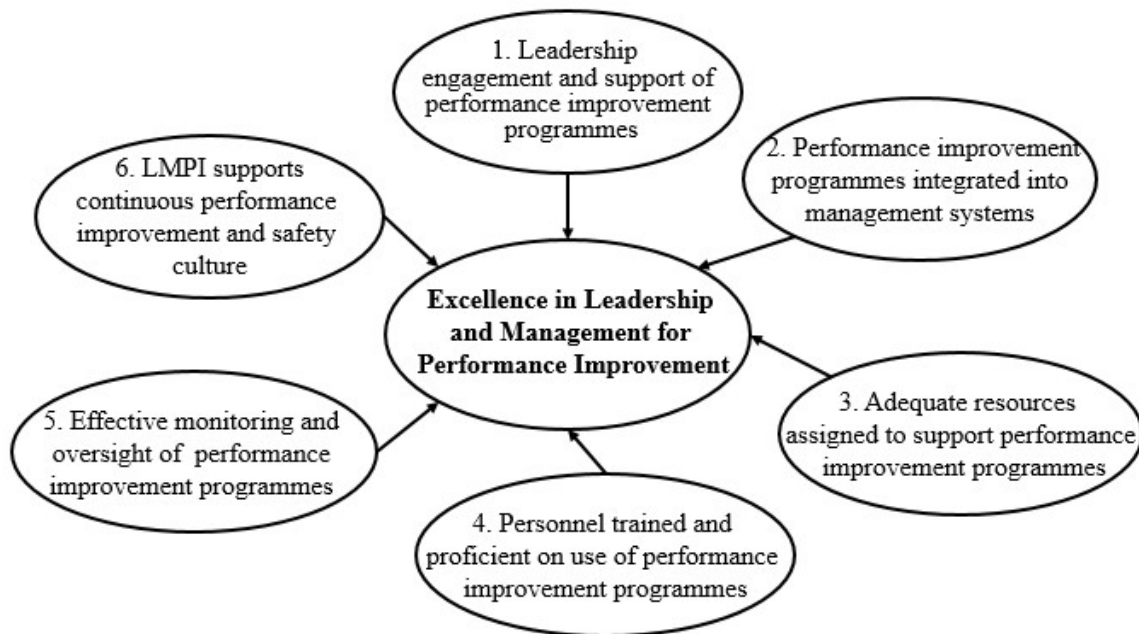 1. Leadership
engagement and support of
performance improvement
programmes
2. Performance improvement
programmes integrated into
management systems
3. Adequate resources
assigned to support performance
improvement programmes
4. Personnel trained and
proficient on use of performance
improvement programmes
5. Effective monitoring and
oversight of performance
improvement programmes
6. LMPI supports
continuous performance
improvement and safety
culture
Excellence in Leadership
and Management for
Performance Improvement